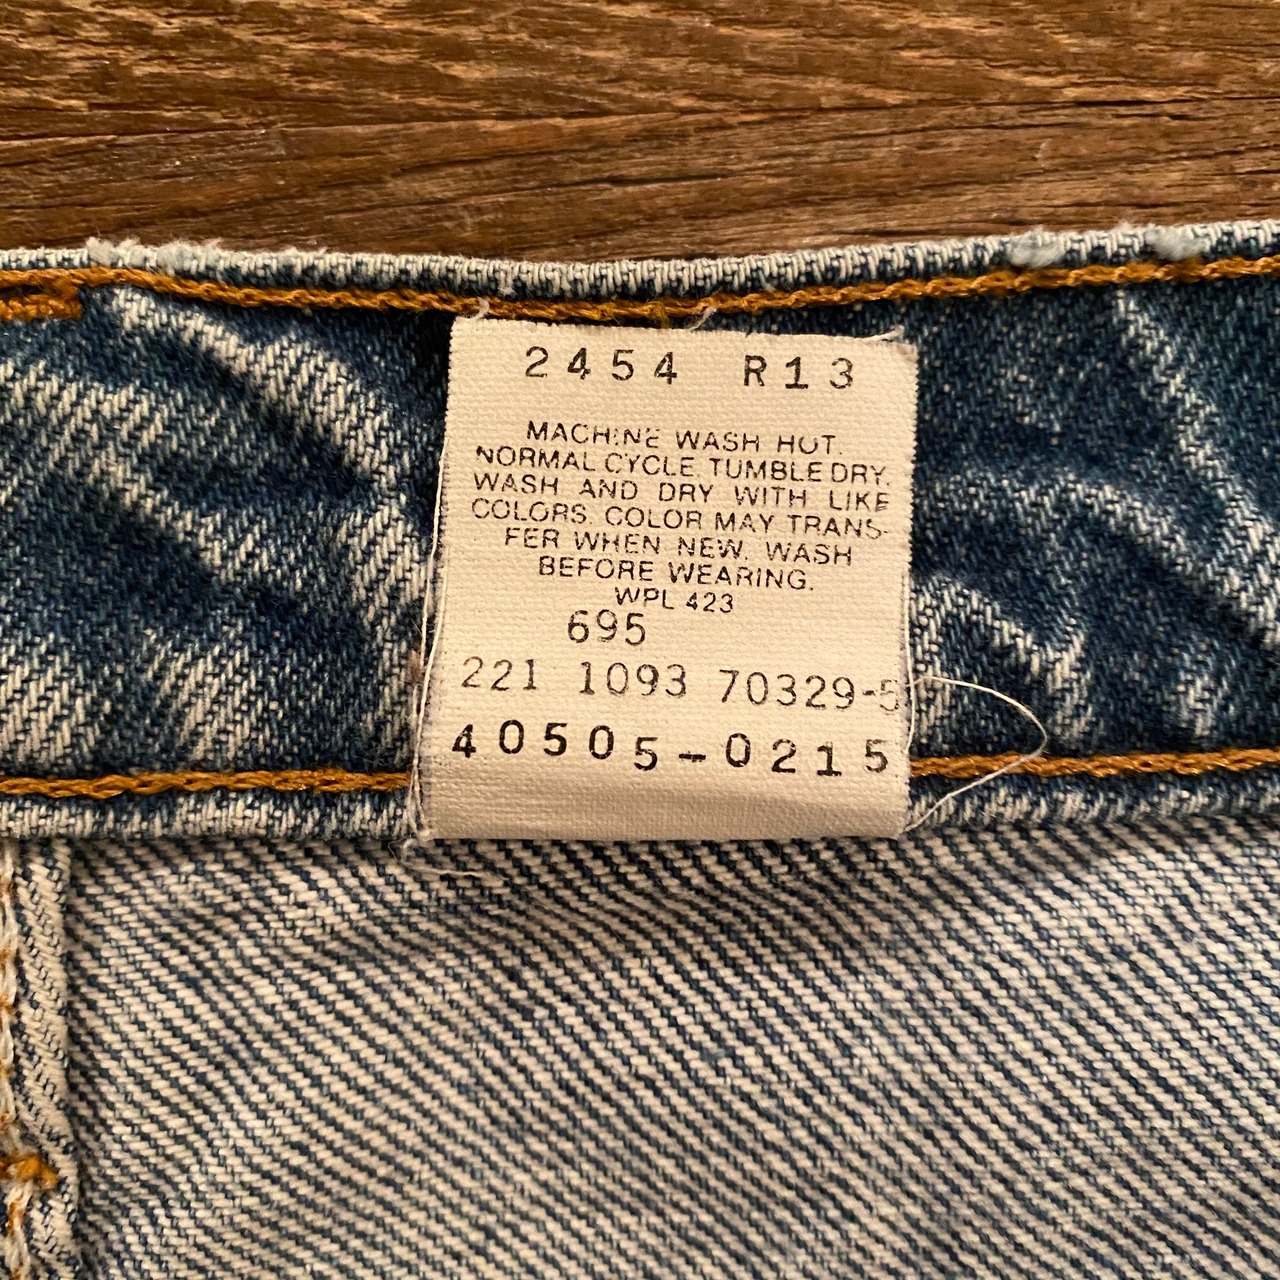 2454 R13
MACHINE WASH HOT.
NORMAL CYCLE. TUMBLE DRY.
WASH AND DRY WITH LIKE
COLORS. COLOR MAY TRANS-
FER WHEN NEW. WASH
BEFORE WEARING.
WPL 423
695
221 1093 70329-5
40505-0215